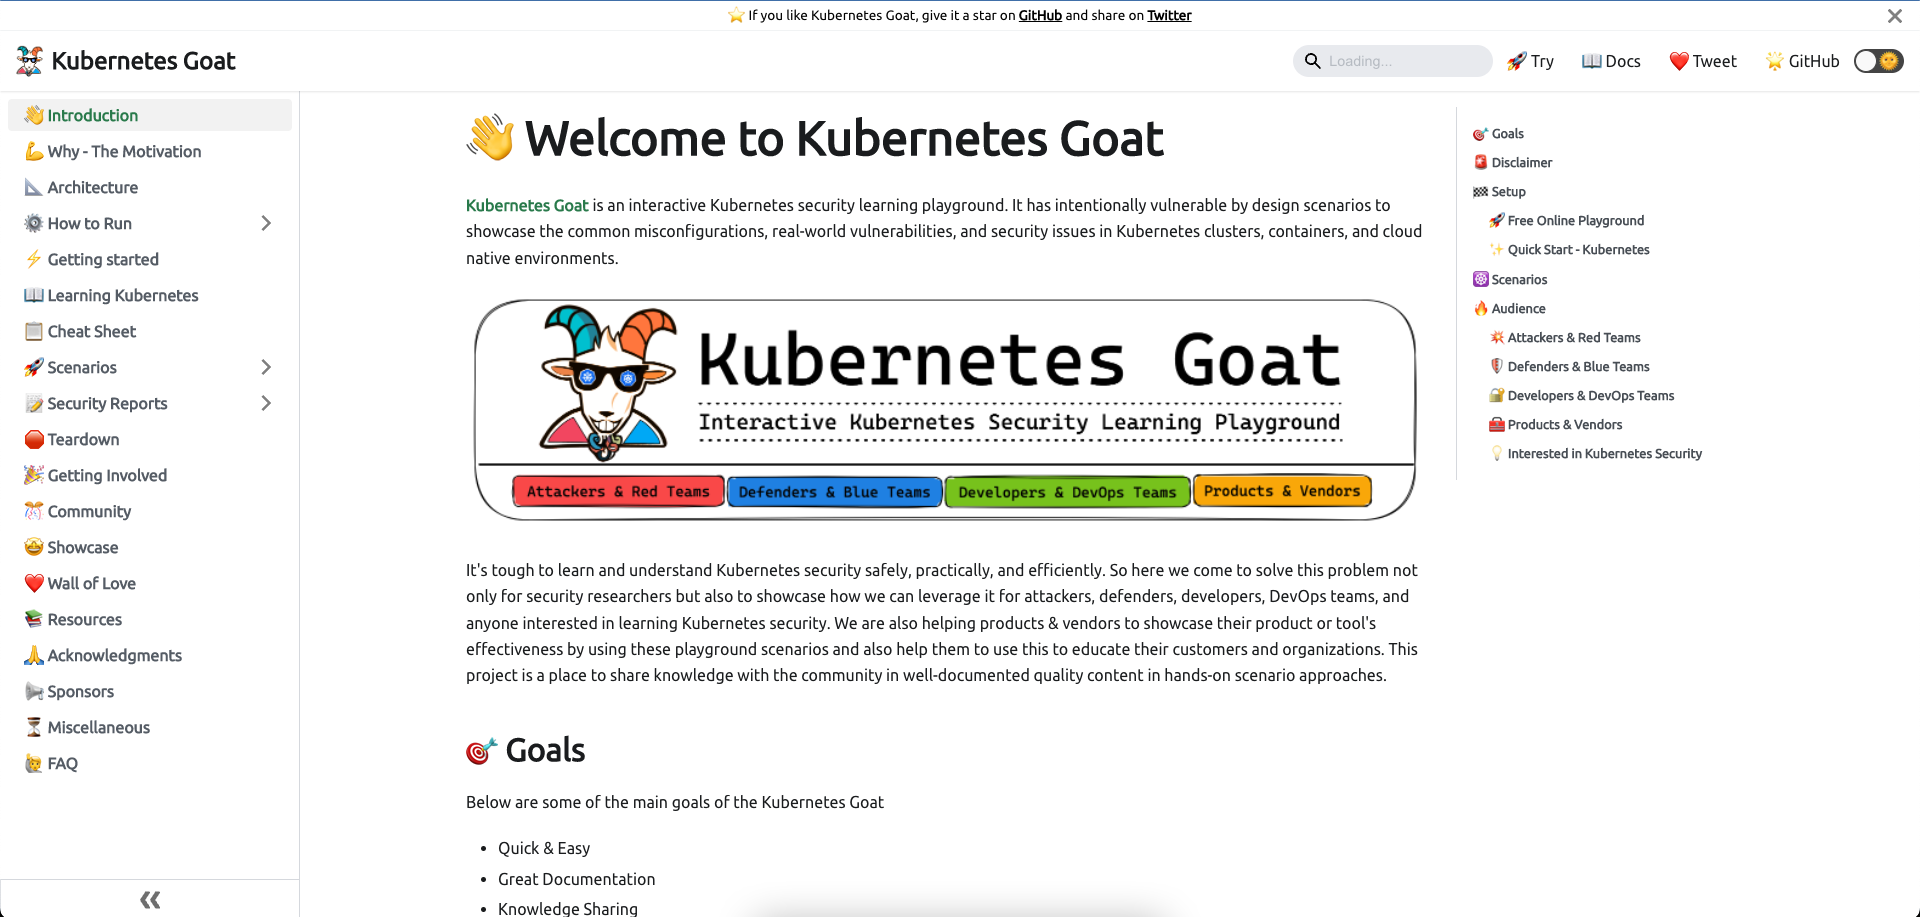 ⭐ If you like Kubernetes Goat, give it a star on GitHub and share on Twitter
Kubernetes Goat
Loading...
🚀 Try
📖 Docs
❤️ Tweet
🌟 GitHub
👋 Introduction
💪 Why - The Motivation
📐 Architecture
⚙️ How to Run
⚡ Getting started
📖 Learning Kubernetes
📋 Cheat Sheet
🚀 Scenarios
📝 Security Reports
🛑 Teardown
🎉 Getting Involved
🎊 Community
🤩 Showcase
❤️ Wall of Love
📚 Resources
🙏 Acknowledgments
📢 Sponsors
⏳ Miscellaneous
🙋 FAQ
👋 Welcome to Kubernetes Goat
Kubernetes Goat is an interactive Kubernetes security learning playground. It has intentionally vulnerable by design scenarios to
showcase the common misconfigurations, real-world vulnerabilities, and security issues in Kubernetes clusters, containers, and cloud
native environments.
Kubernetes Goat
Interactive Kubernetes Security Learning Playground
Attackers & Red Teams
Defenders & Blue Teams
Developers & DevOps Teams
Products & Vendors
It's tough to learn and understand Kubernetes security safely, practically, and efficiently. So here we come to solve this problem not
only for security researchers but also to showcase how we can leverage it for attackers, defenders, developers, DevOps teams, and
anyone interested in learning Kubernetes security. We are also helping products & vendors to showcase their product or tool's
effectiveness by using these playground scenarios and also help them to use this to educate their customers and organizations. This
project is a place to share knowledge with the community in well-documented quality content in hands-on scenario approaches.
🎯 Goals
Below are some of the main goals of the Kubernetes Goat
• Quick & Easy
• Great Documentation
• Knowledge Sharing
🎯 Goals
🚨 Disclaimer
🏁 Setup
🚀 Free Online Playground
✨ Quick Start - Kubernetes
☸️ Scenarios
🔥 Audience
💥 Attackers & Red Teams
🛡️ Defenders & Blue Teams
🔐 Developers & DevOps Teams
🧰 Products & Vendors
💡 Interested in Kubernetes Security